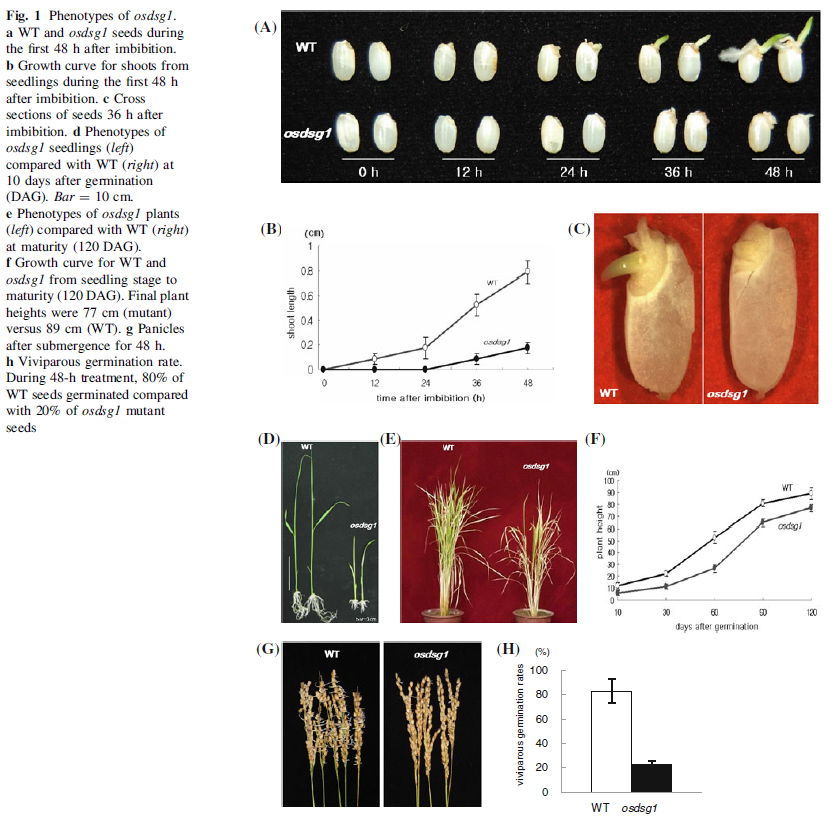 Fig. 1 Phenotypes of osdsg1.
a WT and osdsg1 seeds during
the first 48 h after imbibition.
b Growth curve for shoots from
seedlings during the first 48 h
after imbibition. c Cross
sections of seeds 36 h after
imbibition. d Phenotypes of
osdsg1 seedlings (left)
compared with WT (right) at
10 days after germination
(DAG). Bar = 10 cm.
e Phenotypes of osdsg1 plants
(left) compared with WT (right)
at maturity (120 DAG).
f Growth curve for WT and
osdsg1 from seedling stage to
maturity (120 DAG). Final plant
heights were 77 cm (mutant)
versus 89 cm (WT). g Panicles
after submergence for 48 h.
h Viviparous germination rate.
During 48-h treatment, 80% of
WT seeds germinated compared
with 20% of osdsg1 mutant
seeds
(A)
WT
osdsg1
0 h 12 h 24 h 36 h 48 h
(B)
(cm)
1
0.8
0.6
0.4
0.2
0
shoot length
WT
osdsg1
0 12 24 36 48
time after imbibition (h)
(C)
WT osdsg1
(D)
WT
osdsg1
(E)
WT
osdsg1
(F)
(cm)
100
90
80
70
60
50
40
30
20
10
0
plant height
WT
osdsg1
10 30 60 90 120
days after germination
(G)
WT osdsg1
(H)
(%)
100
80
60
40
20
0
viviparous germination rates
WT osdsg1